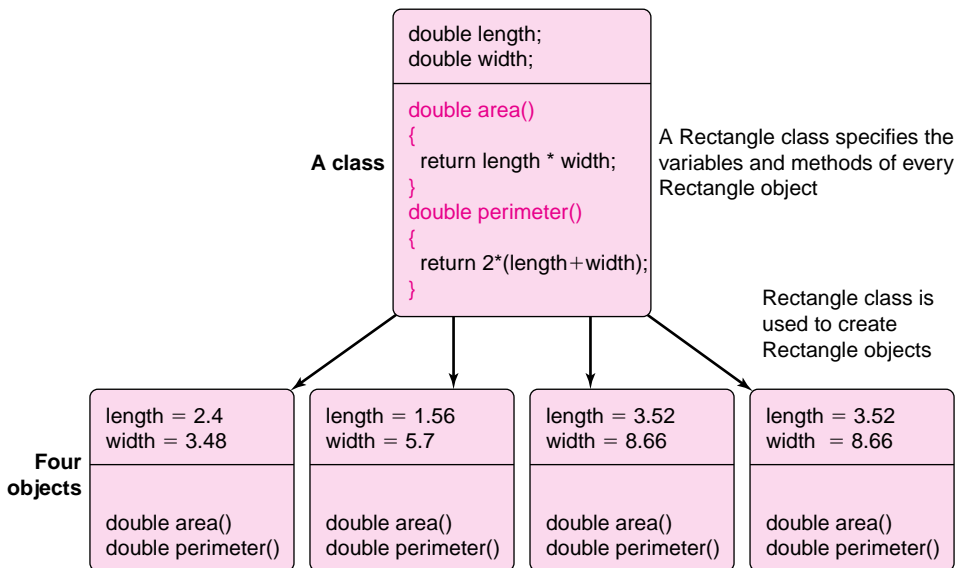 double length;
double width;
double area()
{
return length * width;
}
double perimeter()
{
return 2*(length+width);
}
A class
A Rectangle class specifies the
variables and methods of every
Rectangle object
Rectangle class is
used to create
Rectangle objects
Four
objects
length = 2.4
width = 3.48
double area()
double perimeter()
length = 1.56
width = 5.7
double area()
double perimeter()
length = 3.52
width = 8.66
double area()
double perimeter()
length = 3.52
width = 8.66
double area()
double perimeter()